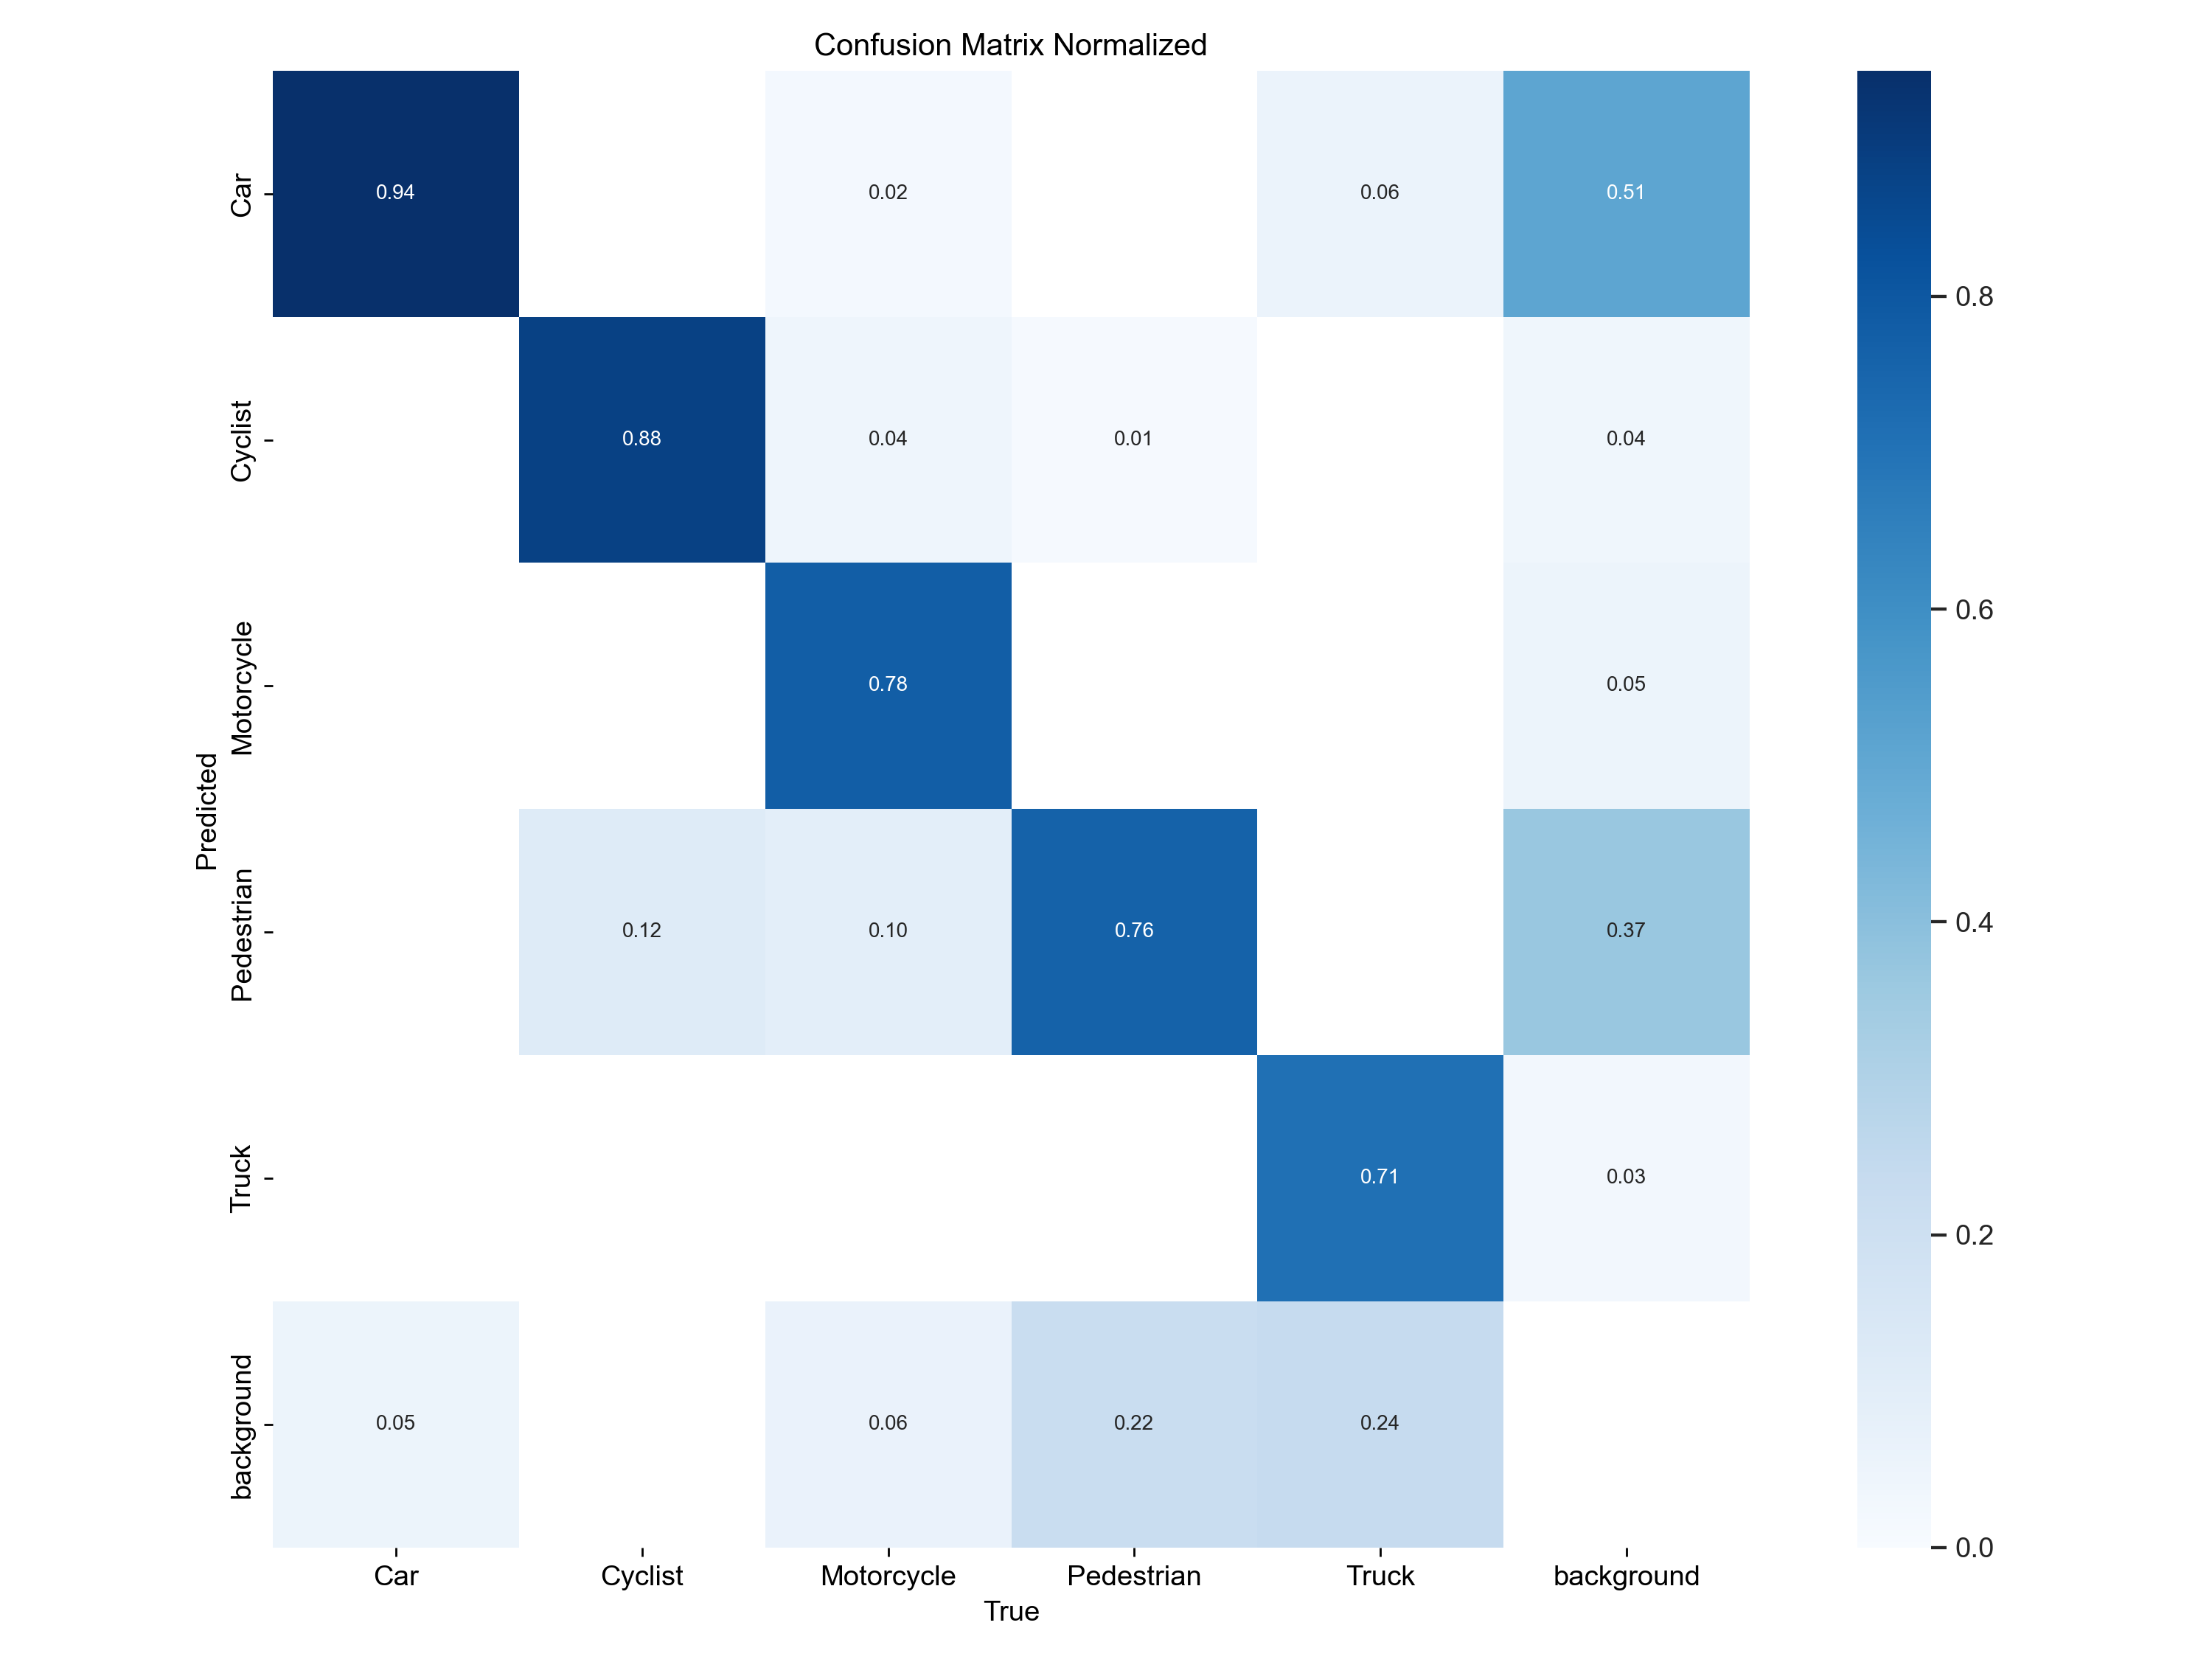 Confusion Matrix Normalized
Car
0.94
0.02
0.06
0.51
Cyclist
0.88
0.04
0.01
0.04
Motorcycle
0.78
0.05
Pedestrian
0.12
0.10
0.76
0.37
Truck
0.71
0.03
background
0.05
0.06
0.22
0.24
Predicted
Car
Cyclist
Motorcycle
Pedestrian
Truck
background
True
0.8
0.6
0.4
0.2
0.0